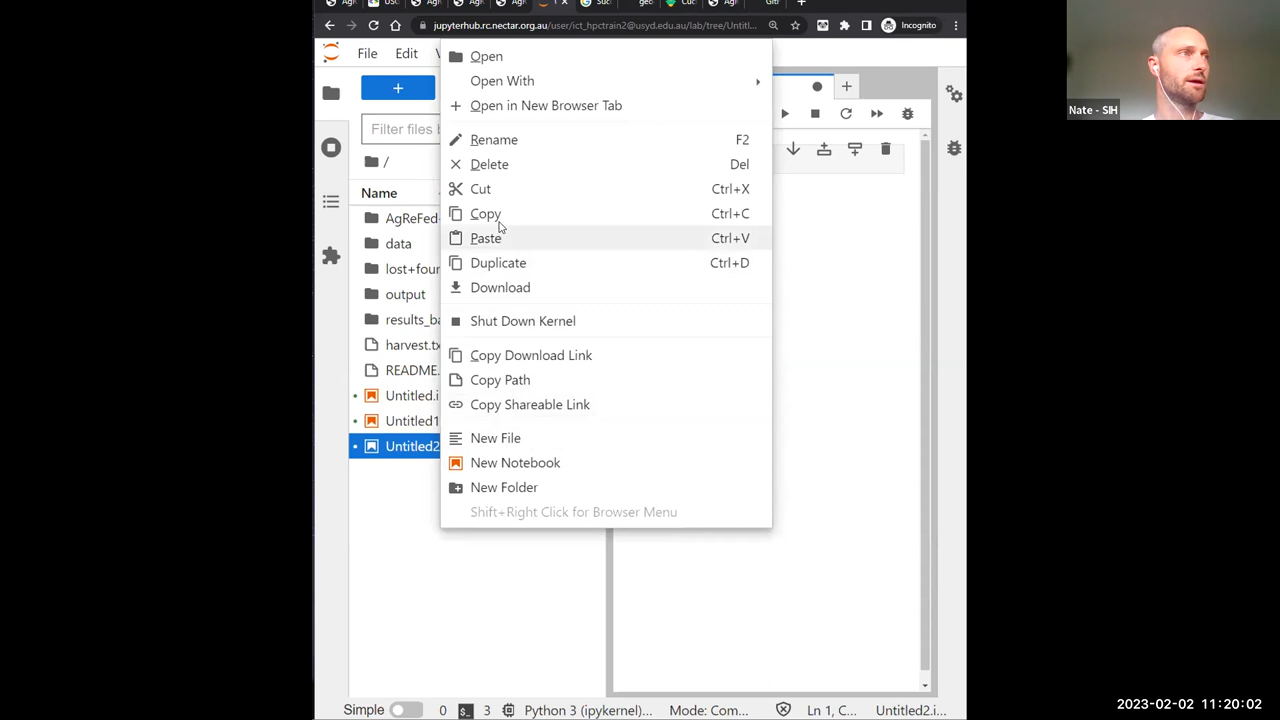 jupyterhub.rc.nectar.org.au/user/ict_hpctrain2@usyd.edu.au/lab/tree/Untitl...
Incognito
File
Edit
Filter files
/
Name
AgReFed
data
lost+foun
output
results_ba
harvest.tx
README.
Untitled.i
Untitled1
Untitled2
Open
Open With
Open in New Browser Tab
Rename F2
Delete Del
Cut Ctrl+X
Copy Ctrl+C
Paste Ctrl+V
Duplicate Ctrl+D
Download
Shut Down Kernel
Copy Download Link
Copy Path
Copy Shareable Link
New File
New Notebook
New Folder
Shift+Right Click for Browser Menu
Simple 0 3 Python 3 (ipykernel)... Mode: Com... Ln 1, C... Untitled2.i...
Nate - SIH
2023-02-02 11:20:02